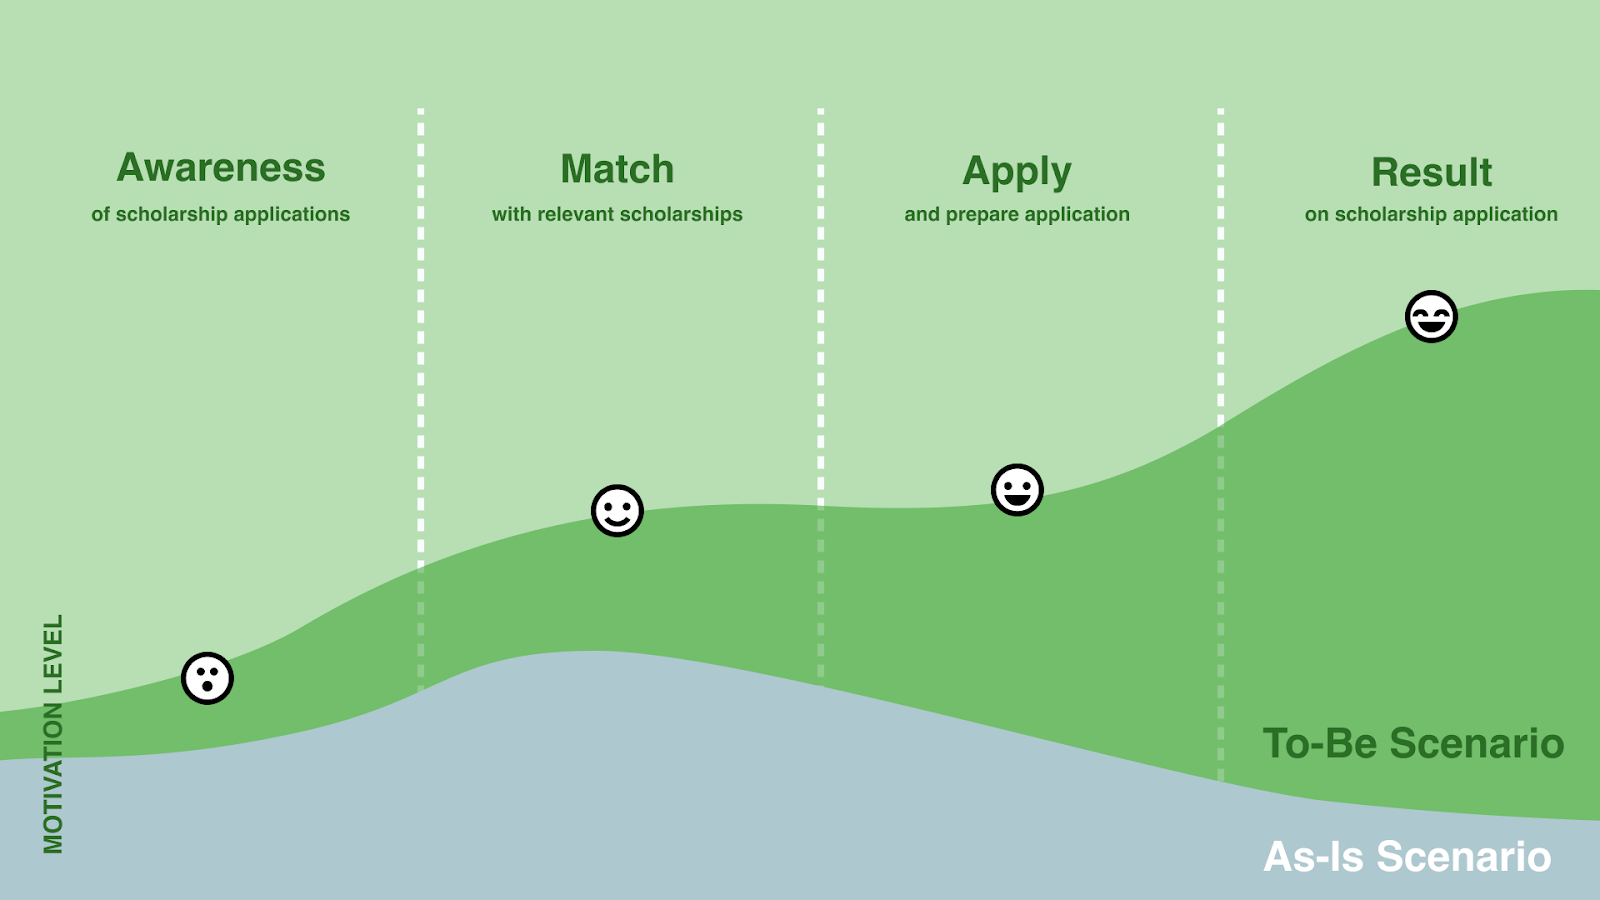 Awareness
of scholarship applications
Match
with relevant scholarships
Apply
and prepare application
Result
on scholarship application
MOTIVATION LEVEL
To-Be Scenario
As-Is Scenario